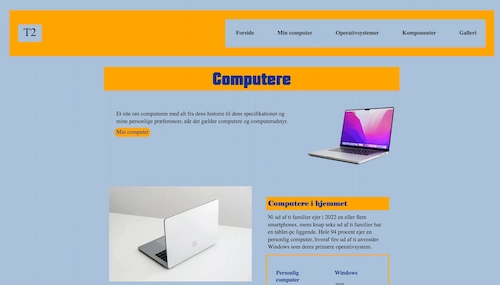 T2
Forside Min computer Operativsystemer Komponenter Galleri
Computere
Et site om computeren med alt fra dens historie til dens specifikationer og
mine personlige præferencer, når det gælder computere og computerudstyr.
Min computer
Computere i hjemmet
Ni ud af ti familier ejer i 2022 en eller flere
smartphones, mens knap seks ud af ti familier har
en tablet-pc liggende. Hele 94 procent ejer en
personlig computer, hvoraf fire ud af ti anvender
Windows som deres primære operativsystem.
Personlig Windows
computer